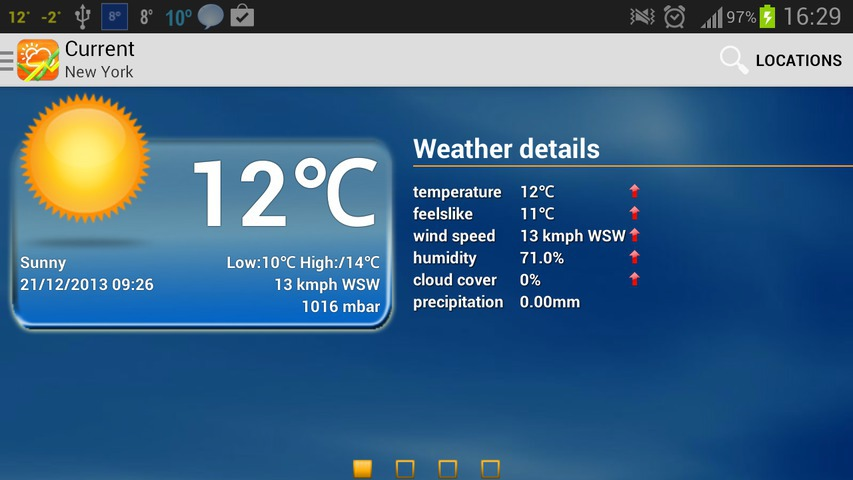 12° -2° 8° 8° 10° 97% 16:29
Current
New York
LOCATIONS
12°C
Sunny
Low:10°C High:/14°C
21/12/2013 09:26
13 kmph WSW
1016 mbar
Weather details
temperature 12°C
feelslike 11°C
wind speed 13 kmph WSW
humidity 71.0%
cloud cover 0%
precipitation 0.00mm